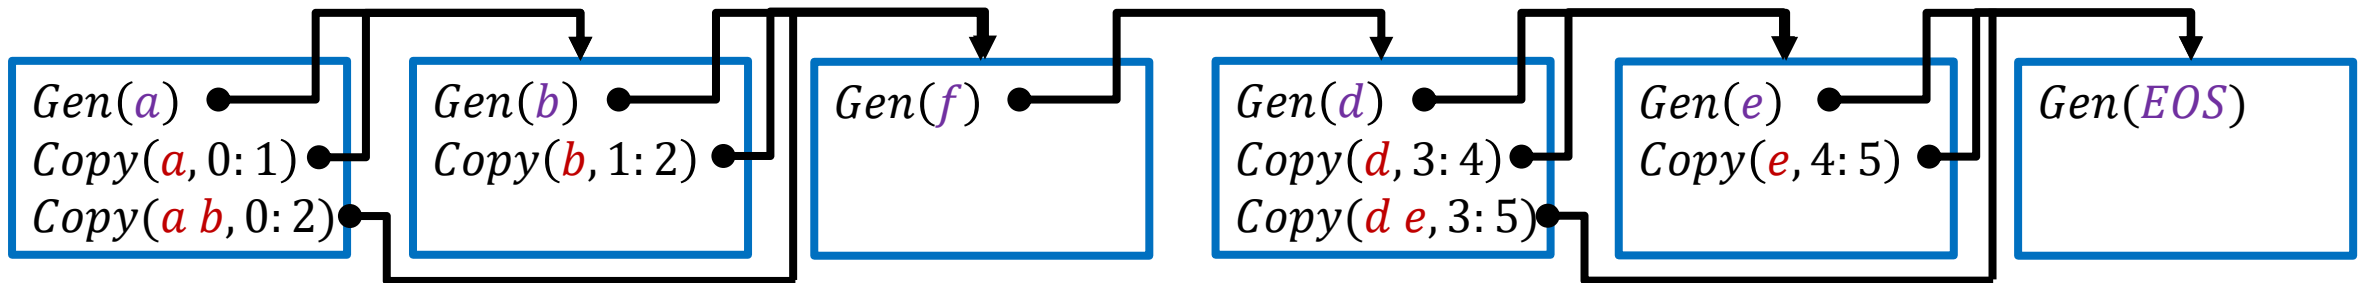 Gen(a)
Copy(a, 0: 1)
Copy(a b, 0: 2)
Gen(b)
Copy(b, 1: 2)
Gen(f)
Gen(d)
Copy(d, 3: 4)
Copy(d e, 3: 5)
Gen(e)
Copy(e, 4: 5)
Gen(EOS)